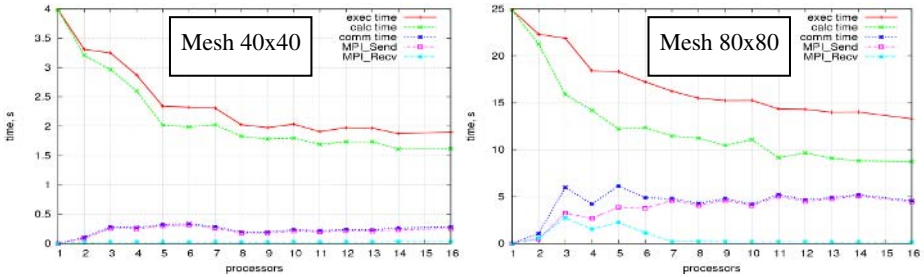 4
3.5
3
2.5
2
1.5
1
0.5
0
time, s
1 2 3 4 5 6 7 8 9 10 11 12 13 14 15 16
processors
Mesh 40x40
exec time
calc time
comm time
MPI_Send
MPI_Recv
25
20
15
10
5
0
time, s
1 2 3 4 5 6 7 8 9 10 11 12 13 14 15 16
processors
Mesh 80x80
exec time
calc time
comm time
MPI_Send
MPI_Recv